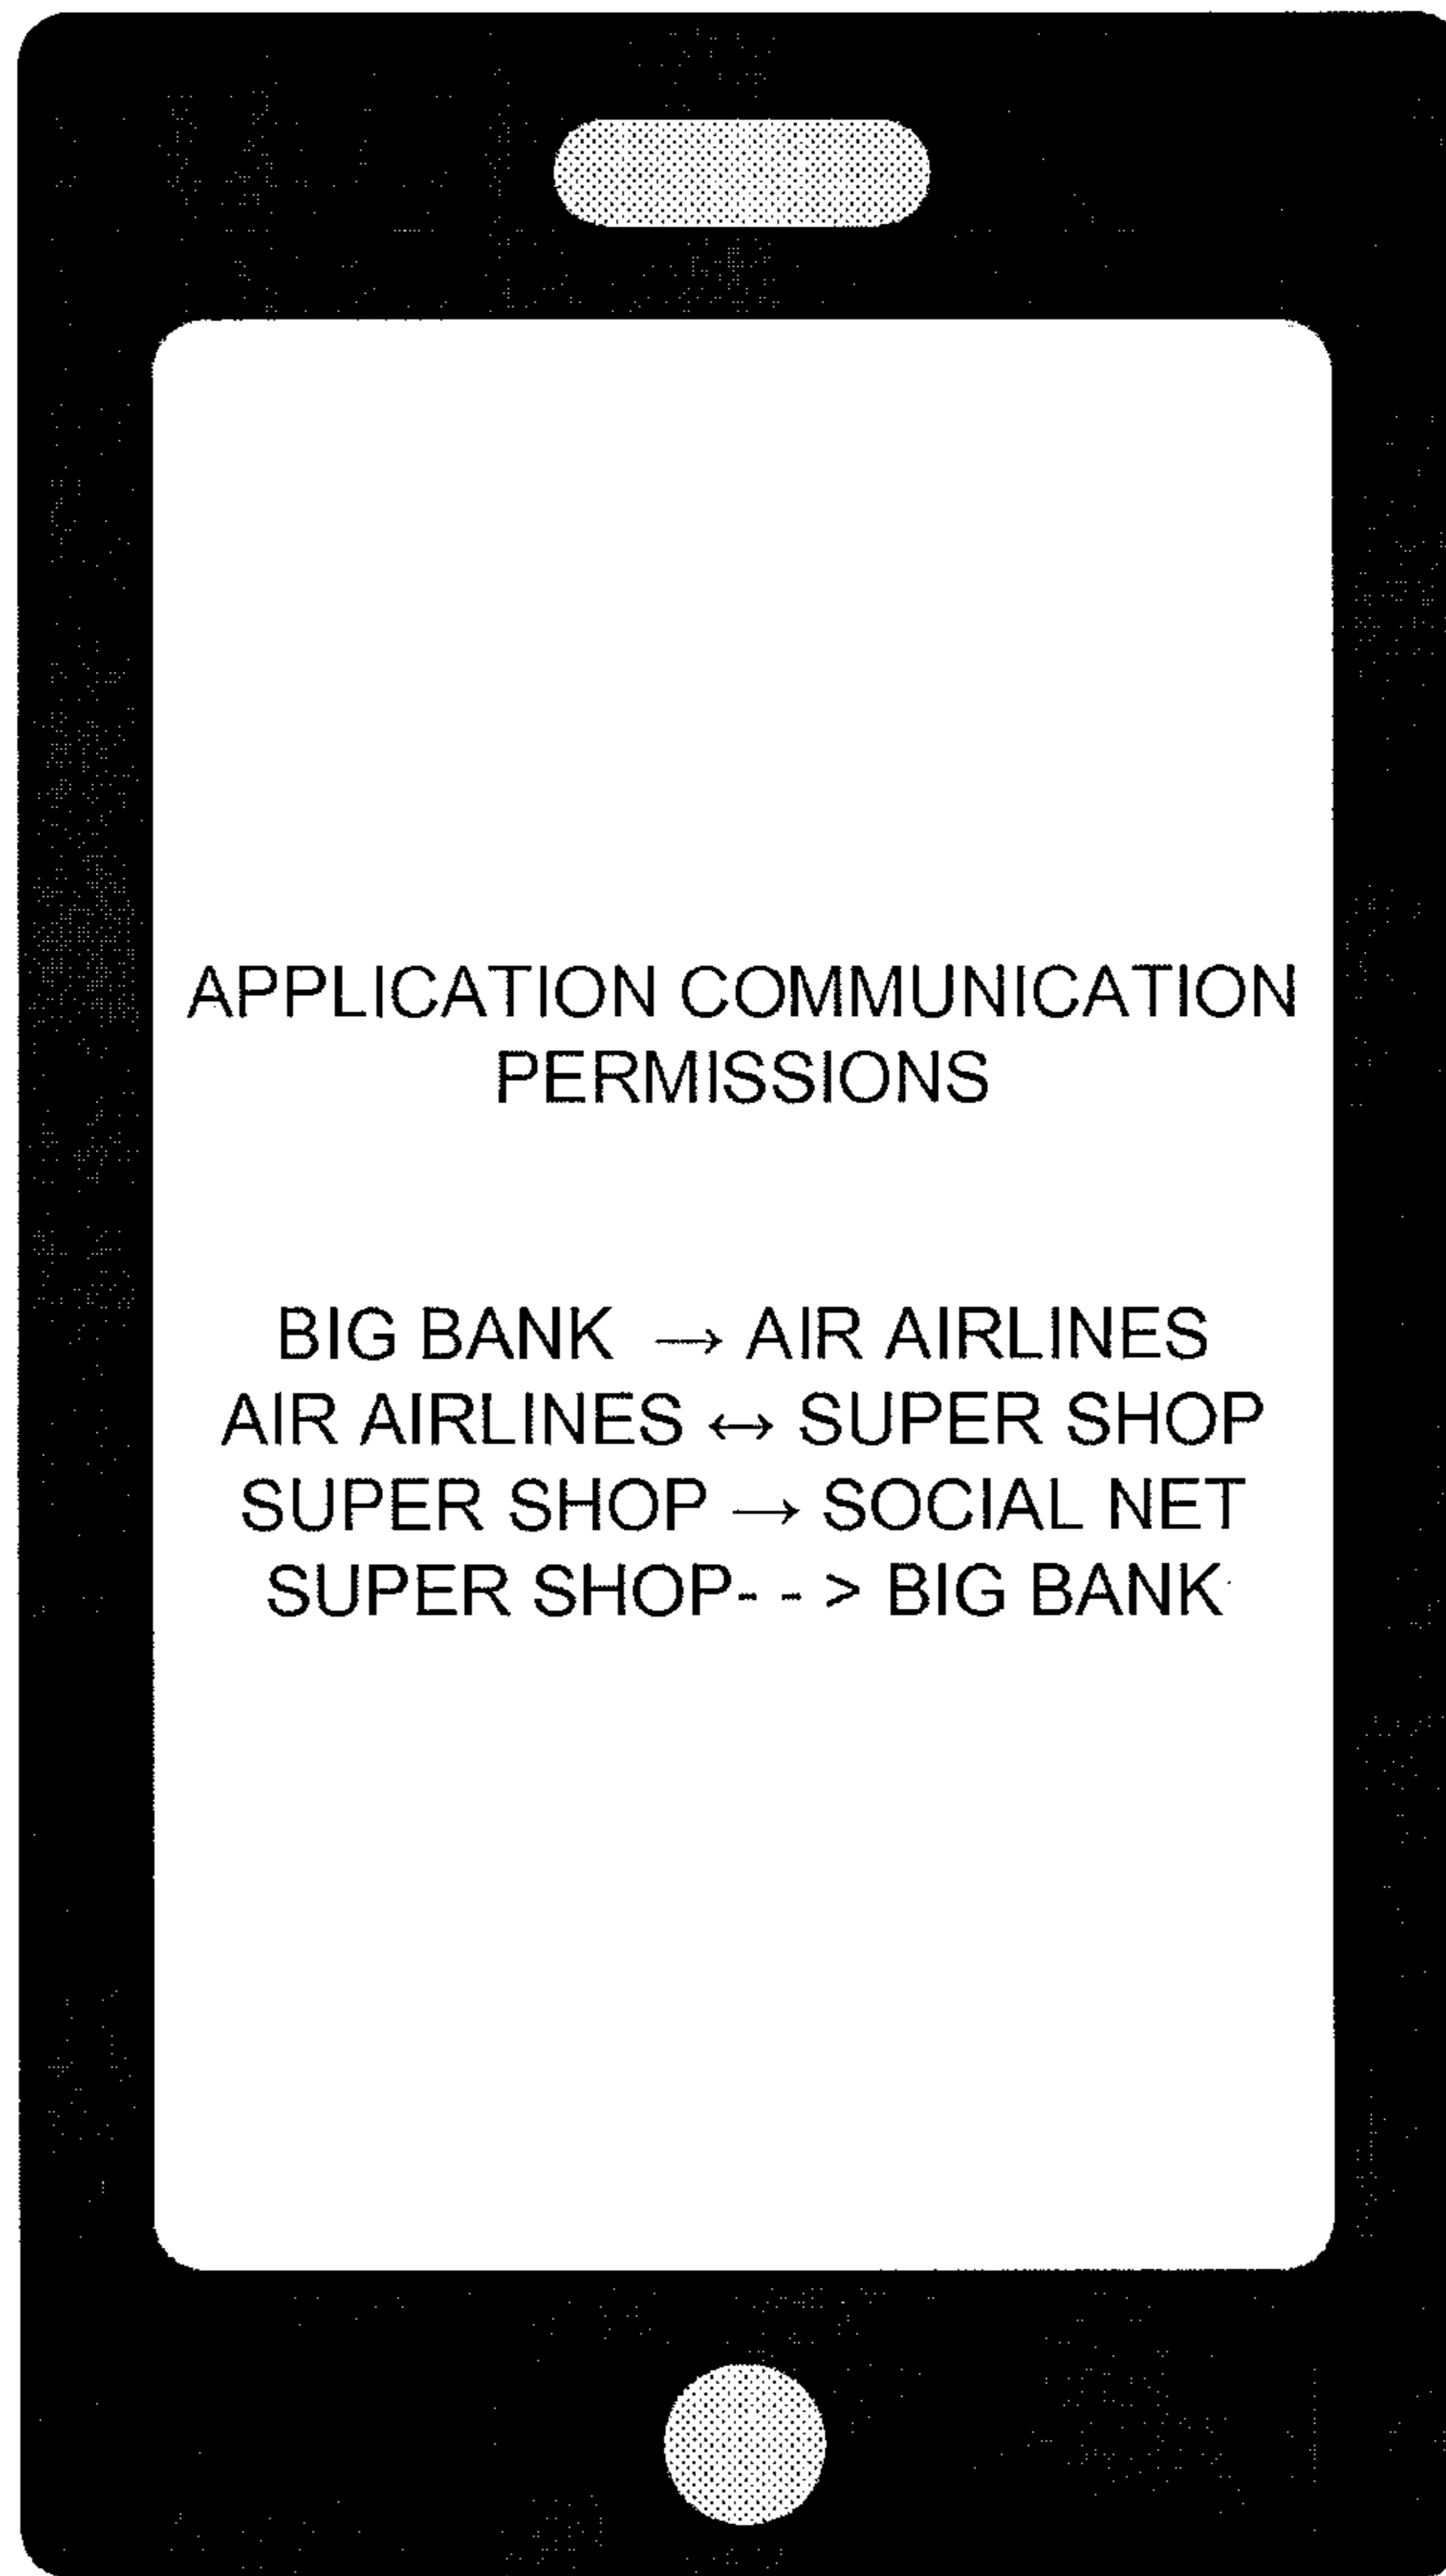 APPLICATION COMMUNICATION
PERMISSIONS
BIG BANK → AIR AIRLINES
AIR AIRLINES ↔ SUPER SHOP
SUPER SHOP → SOCIAL NET
SUPER SHOP- - > BIG BANK